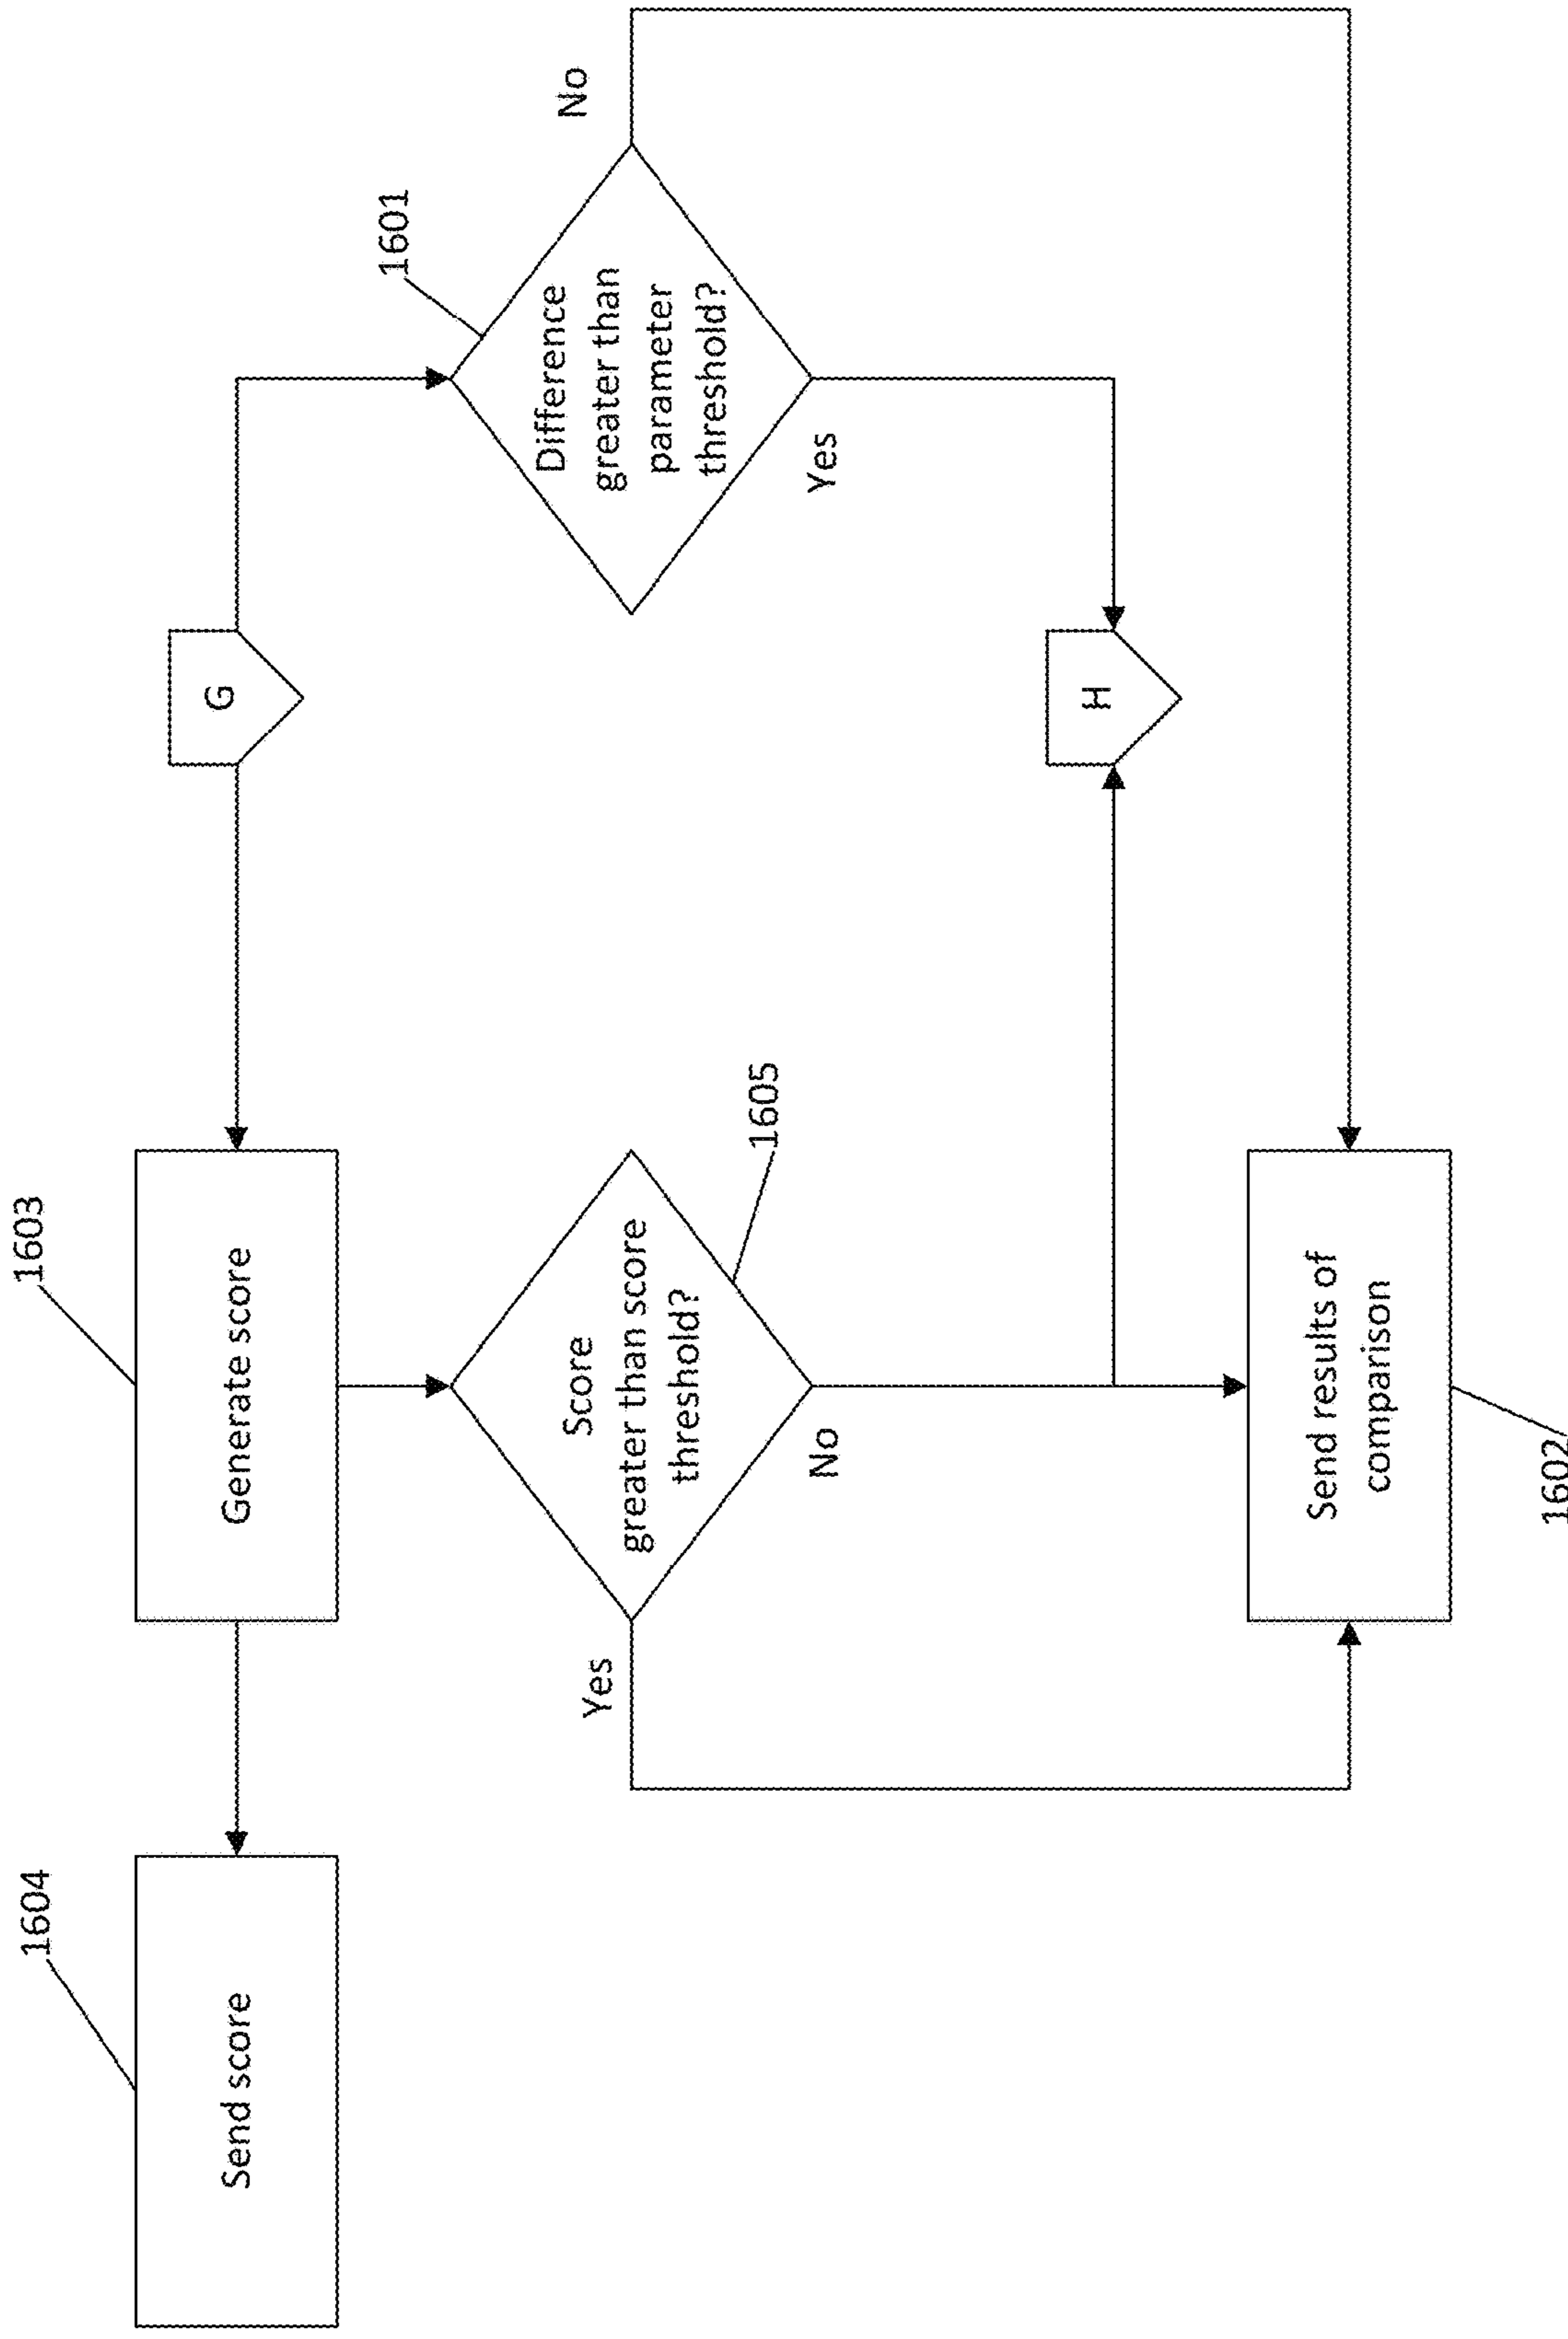 1604
Send score
1603
Generate score
G
1601
Difference
greater than
parameter
threshold?
No
Yes
Yes
Score
greater than score
threshold?
1605
No
H
Send results of
comparison
1602